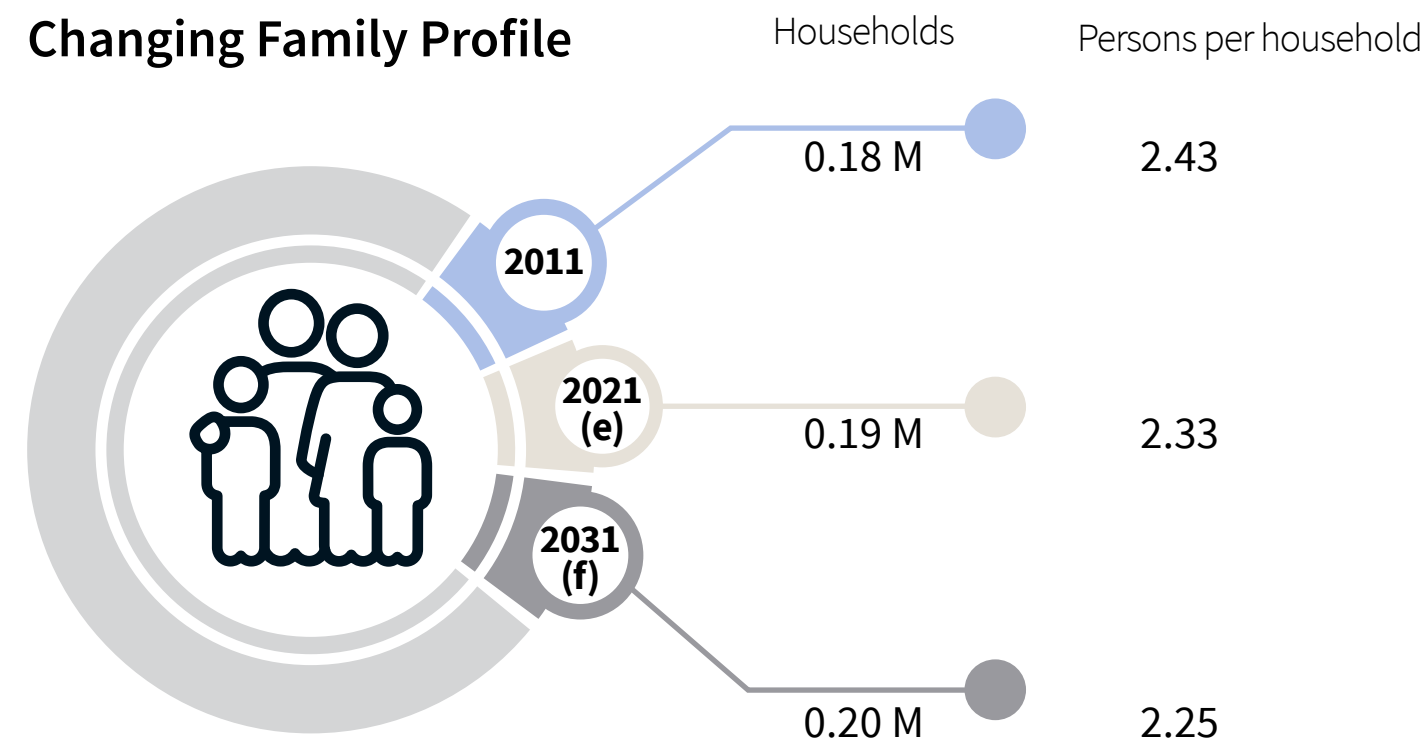 Changing Family Profile
Households
Persons per household
2011
0.18 M
2.43
2021
(e)
0.19 M
2.33
2031
(f)
0.20 M
2.25